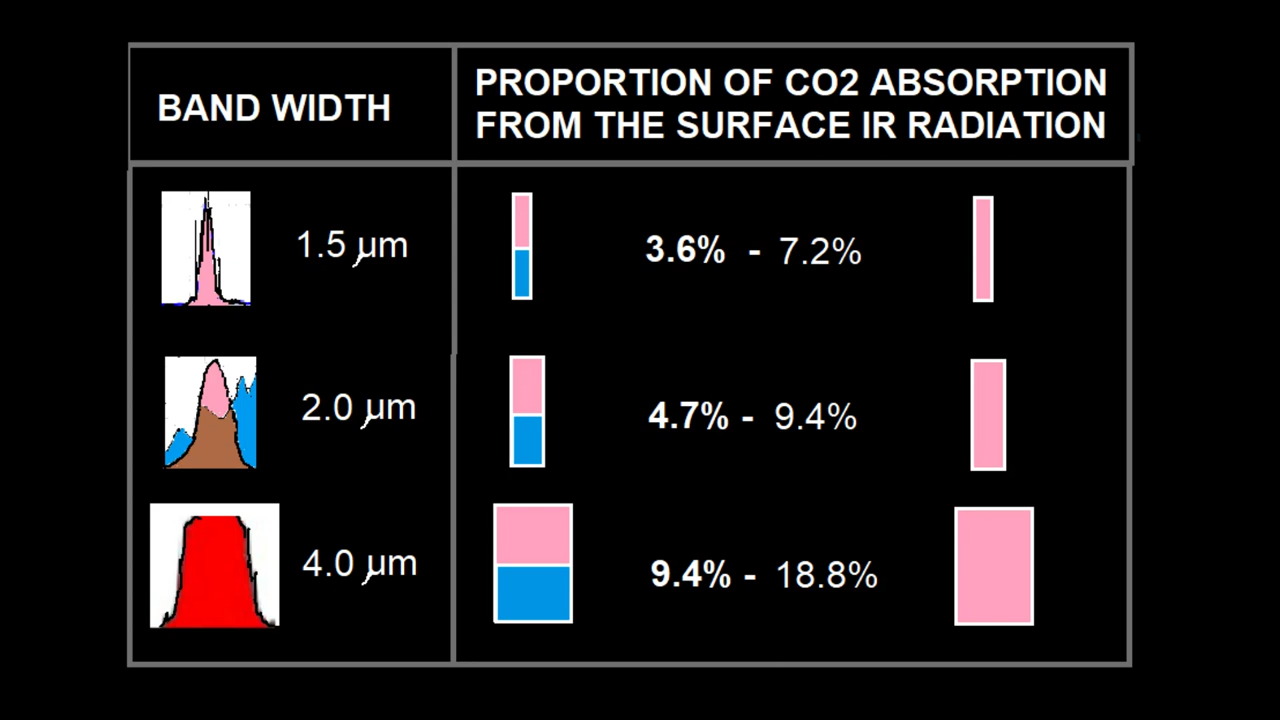 BAND WIDTH
PROPORTION OF CO2 ABSORPTION
FROM THE SURFACE IR RADIATION
1.5 µm
3.6% - 7.2%
2.0 µm
4.7% - 9.4%
4.0 µm
9.4% - 18.8%